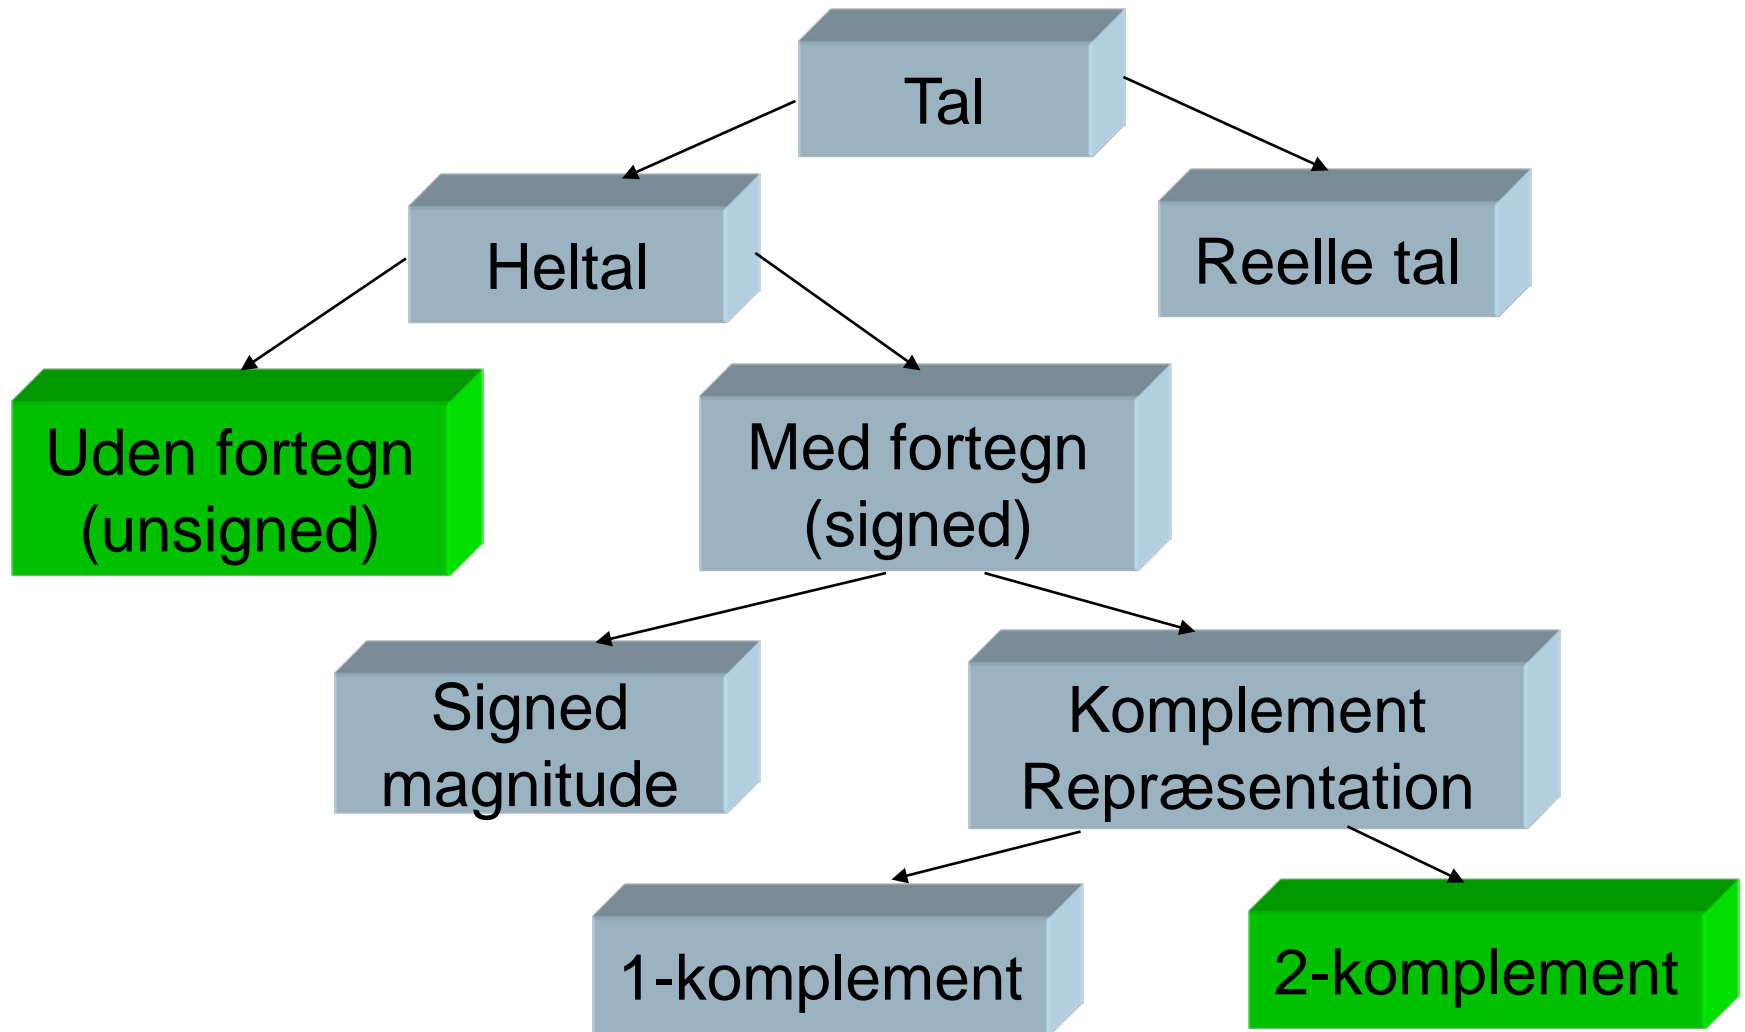 Tal
Heltal
Reelle tal
Uden fortegn
(unsigned)
Med fortegn
(signed)
Signed
magnitude
Komplement
Repræsentation
1-komplement
2-komplement